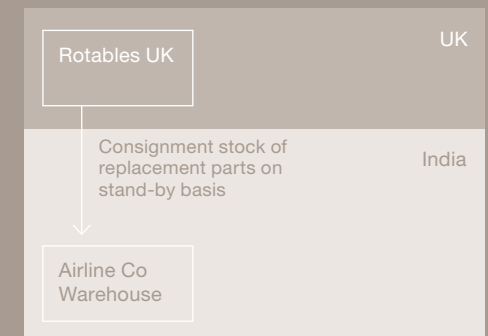 Rotables UK
UK
Consignment stock of
replacement parts on
stand-by basis
India
Airline Co
Warehouse